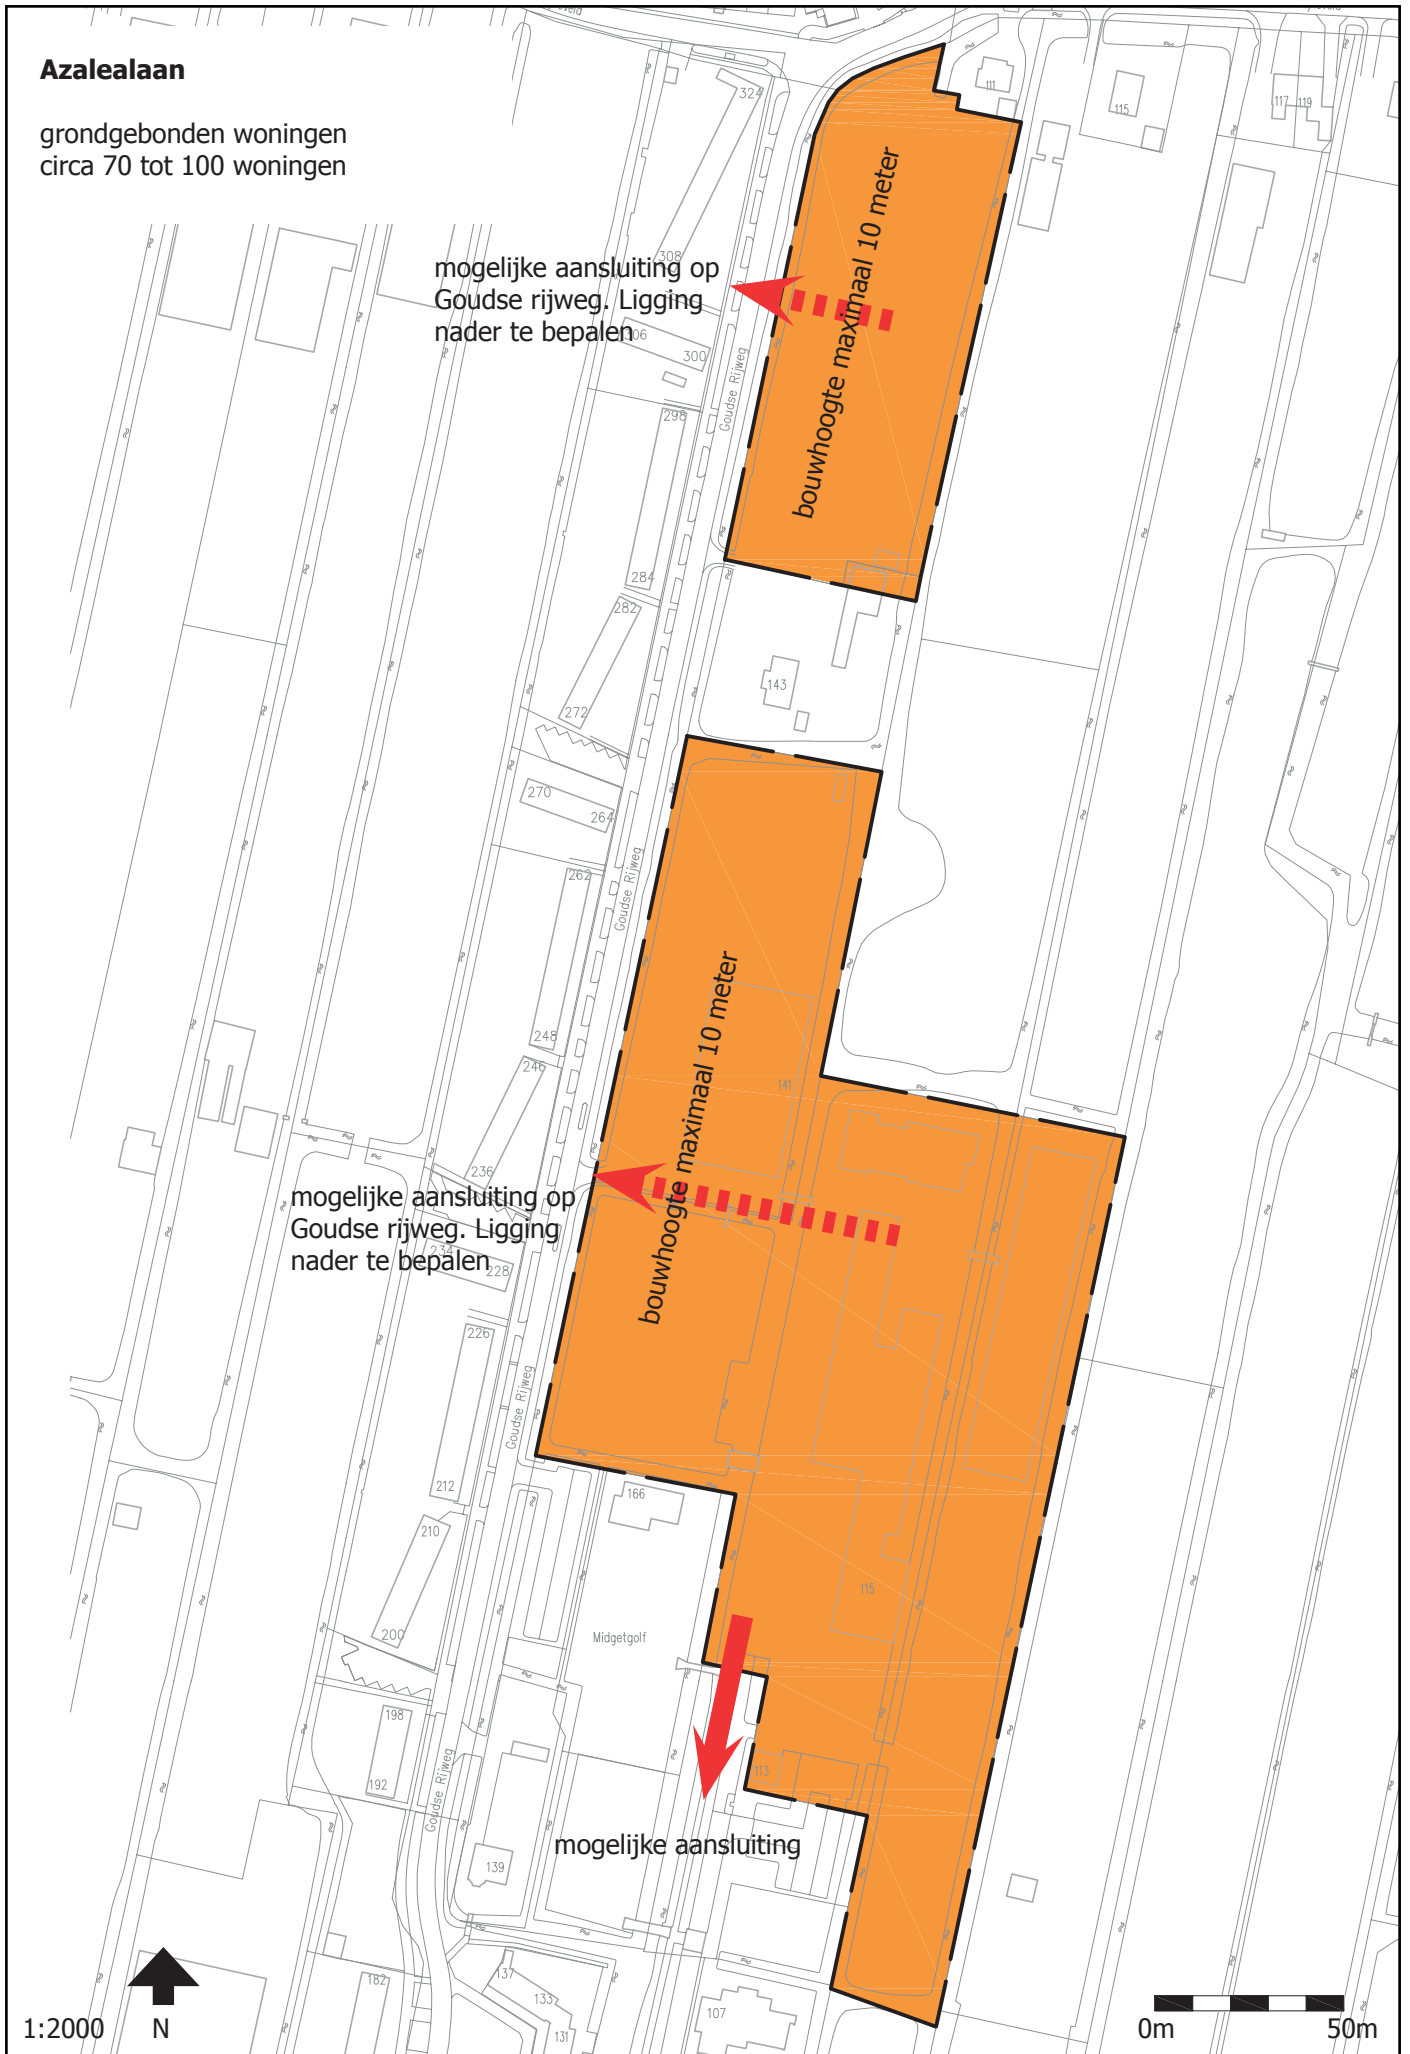 Azalealaan
grondgebonden woningen
circa 70 tot 100 woningen
324
111
115
117
119
308
mogelijke aansluiting op
Goudse rijweg. Ligging
nader te bepalen
bouwhoogte maximaal 10 meter
306
300
Goudse Rijweg
298
284
282
272
143
270
264
262
Goudse Rijweg
248
246
236
bouwhoogte maximaal 10 meter
141
mogelijke aansluiting op
Goudse rijweg. Ligging
nader te bepalen
234
228
226
Goudse Rijweg
212
210
200
166
115
Midgetgolf
198
192
Goudse Rijweg
113
mogelijke aansluiting
139
182
137
133
131
107
1:2000
N
0m
50m